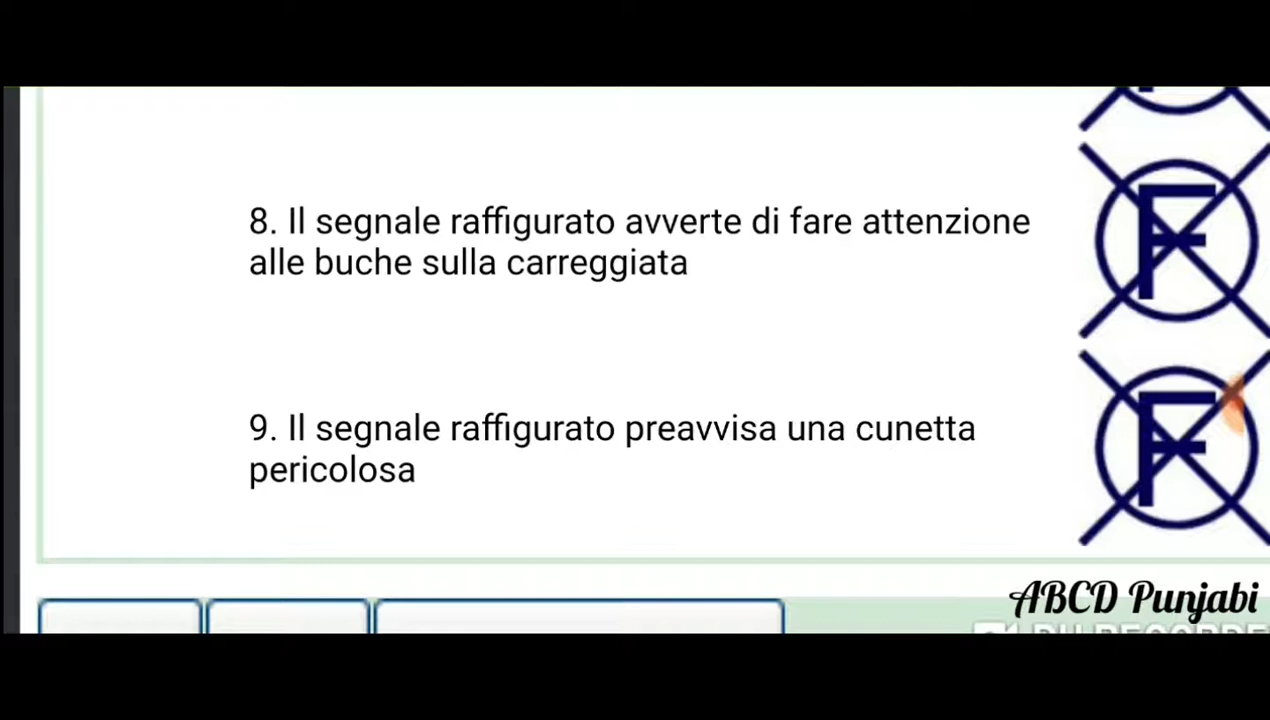 8. Il segnale raffigurato avverte di fare attenzione
alle buche sulla carreggiata
F
9. Il segnale raffigurato preavvisa una cunetta
pericolosa
F
ABCD Punjabi